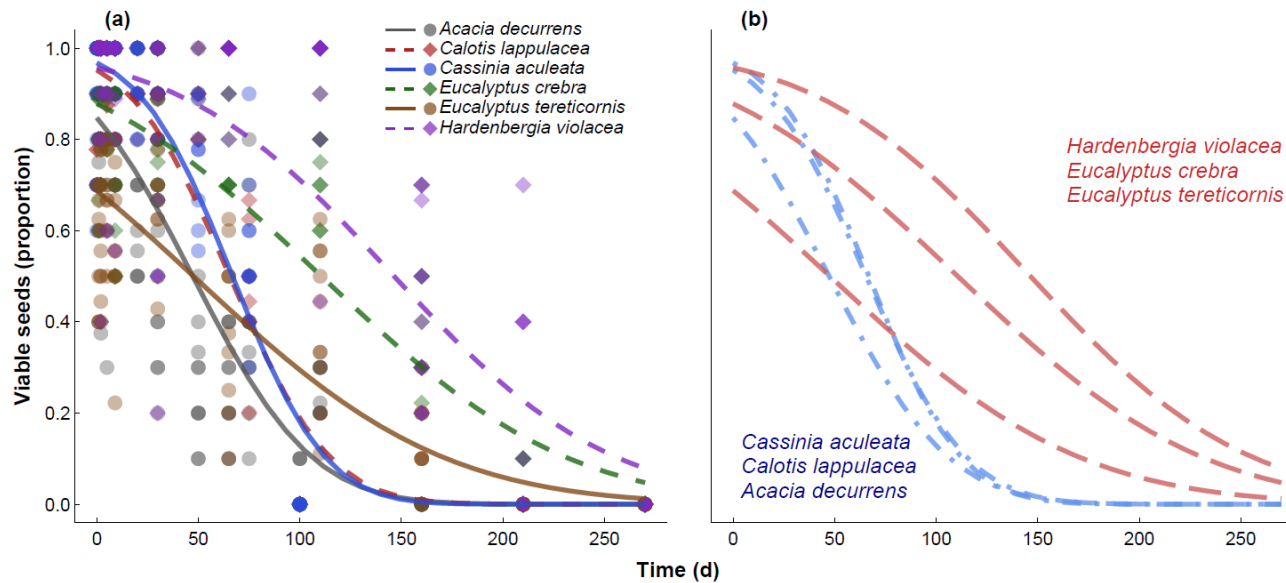 (a)
Acacia decurrens
Calotis lappulacea
Cassinia aculeata
Eucalyptus crebra
Eucalyptus tereticornis
Hardenbergia violacea
Viable seeds (proportion)
1.0
0.8
0.6
0.4
0.2
0.0
0 50 100 150 200 250
(b)
Hardenbergia violacea
Eucalyptus crebra
Eucalyptus tereticornis
Cassinia aculeata
Calotis lappulacea
Acacia decurrens
0 50 100 150 200 250
Time (d)